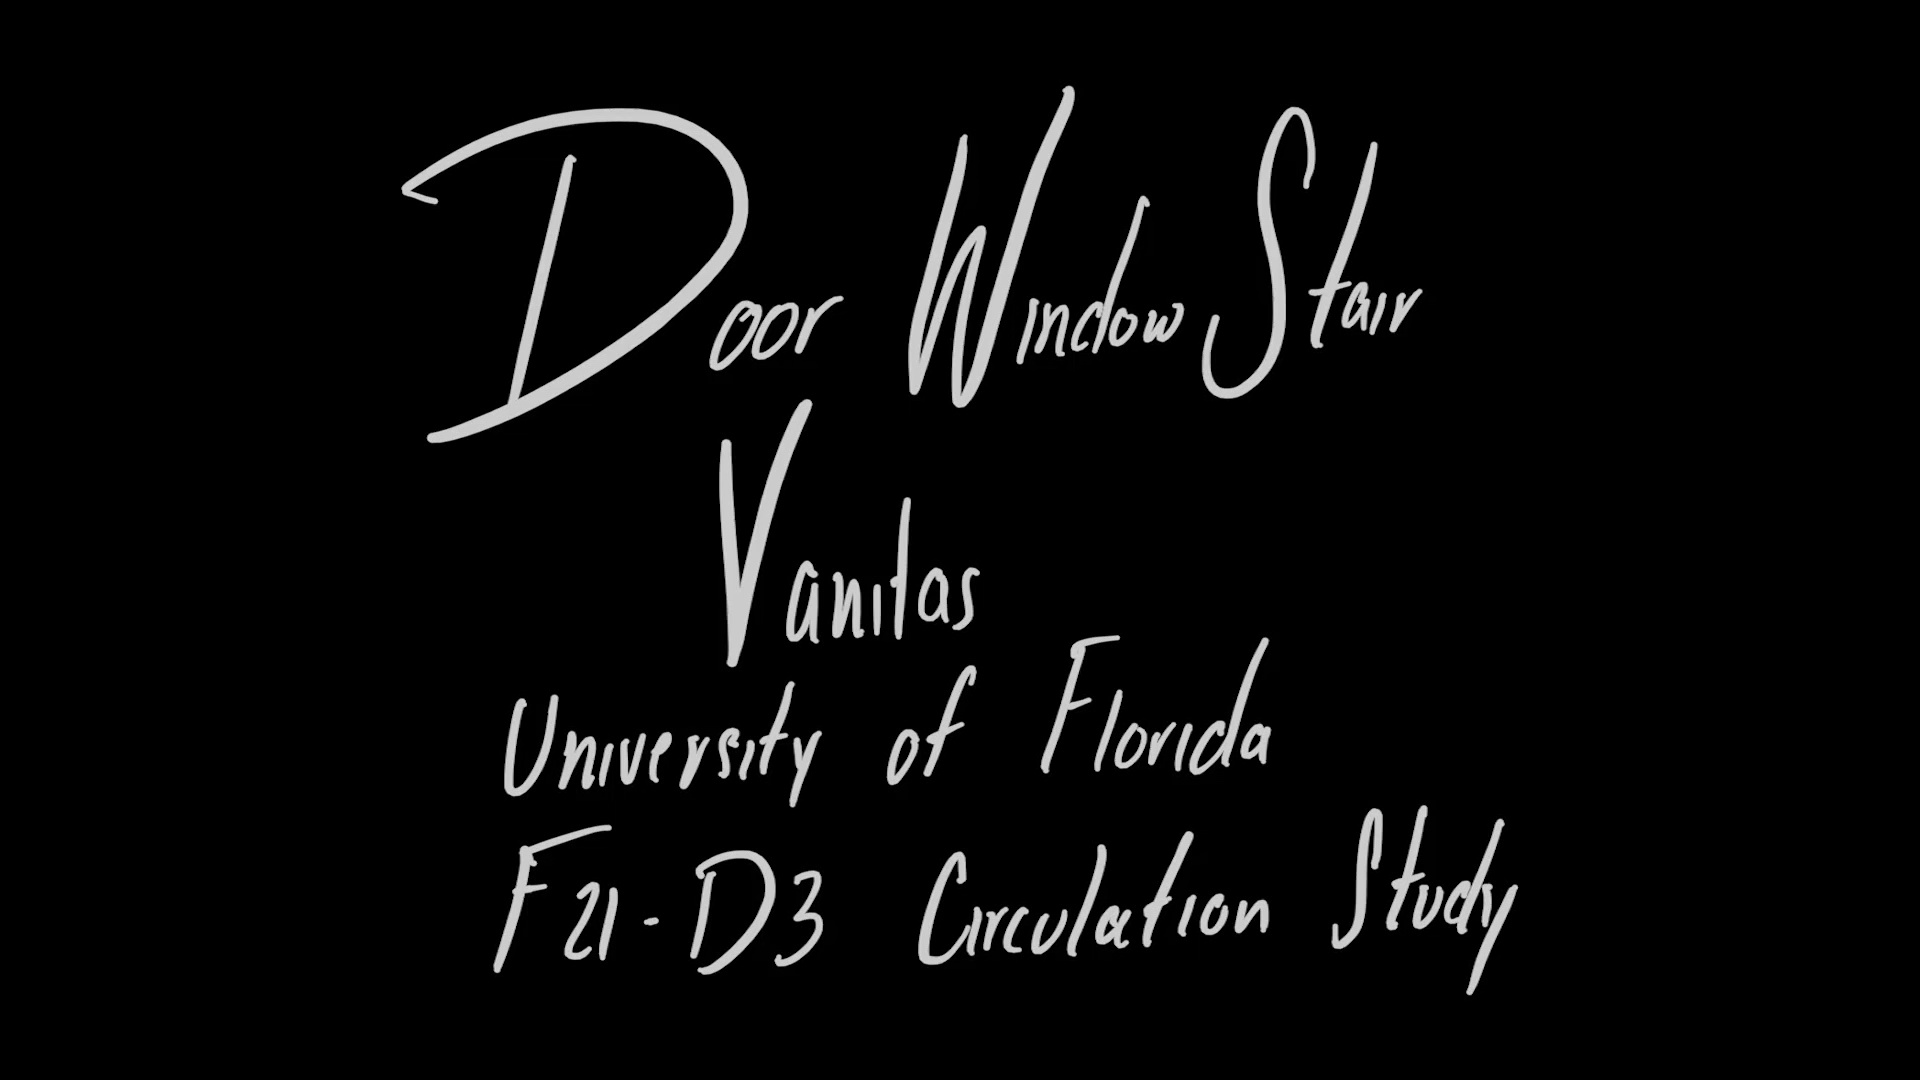 Door Window Stair
Vanitas
University of Florida
F21-D3 Circulation Study